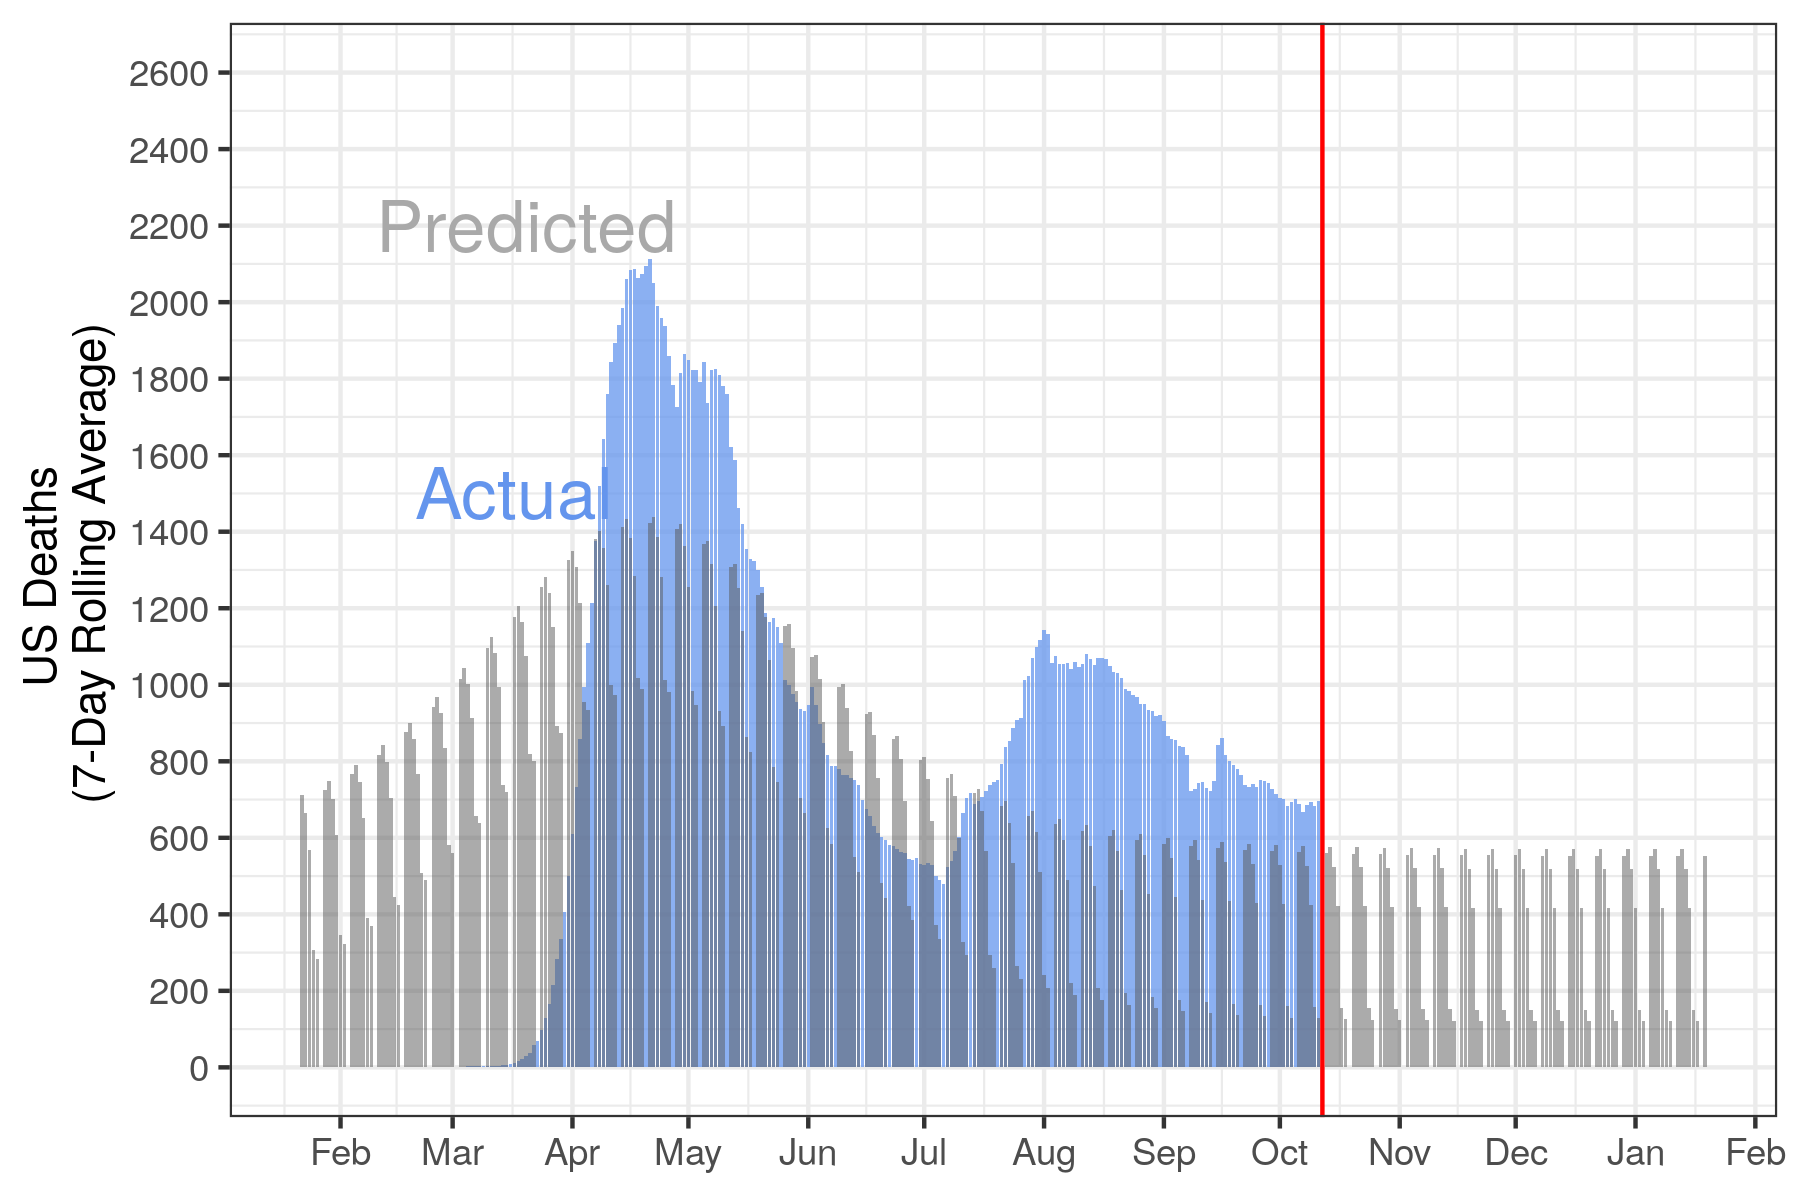 2600
2400
2200
2000
1800
1600
1400
1200
1000
800
600
400
200
0
US Deaths
(7-Day Rolling Average)
Predicted
Actual
Feb Mar Apr May Jun Jul Aug Sep Oct Nov Dec Jan Feb